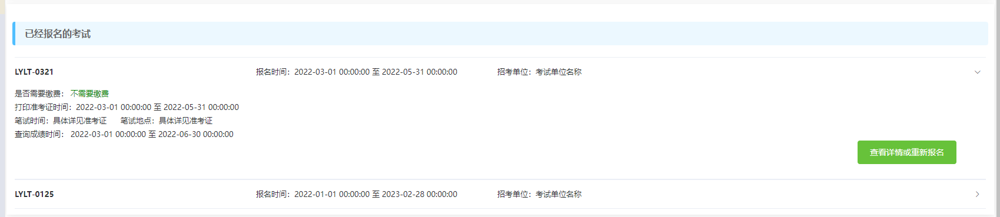 已经报名的考试
LYLT-0321 报名时间：2022-03-01 00:00:00 至 2022-05-31 00:00:00 招考单位：考试单位名称
是否需要缴费： 不需要缴费
打印准考证时间：2022-03-01 00:00:00 至 2022-05-31 00:00:00
笔试时间：具体详见准考证 笔试地点：具体详见准考证
查询成绩时间： 2022-03-01 00:00:00 至 2022-06-30 00:00:00
查看详情或重新报名
LYLT-0125 报名时间：2022-01-01 00:00:00 至 2023-02-28 00:00:00 招考单位：考试单位名称